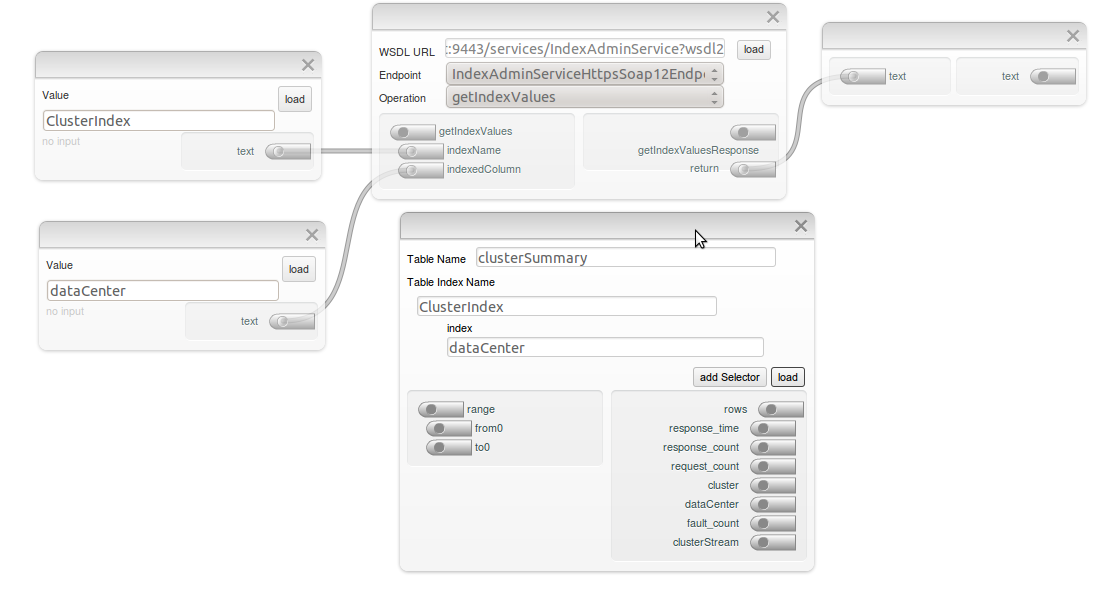 Value
load
ClusterIndex
no input
text
Value
load
dataCenter
no input
text
WSDL URL :9443/services/IndexAdminService?wsdl2 load
Endpoint IndexAdminServiceHttpsSoap12Endp
Operation getIndexValues
getIndexValues
indexName
indexedColumn
getIndexValuesResponse
return
text text
Table Name clusterSummary
Table Index Name
ClusterIndex
index
dataCenter
add Selector load
range
from0
to0
rows
response_time
response_count
request_count
cluster
dataCenter
fault_count
clusterStream